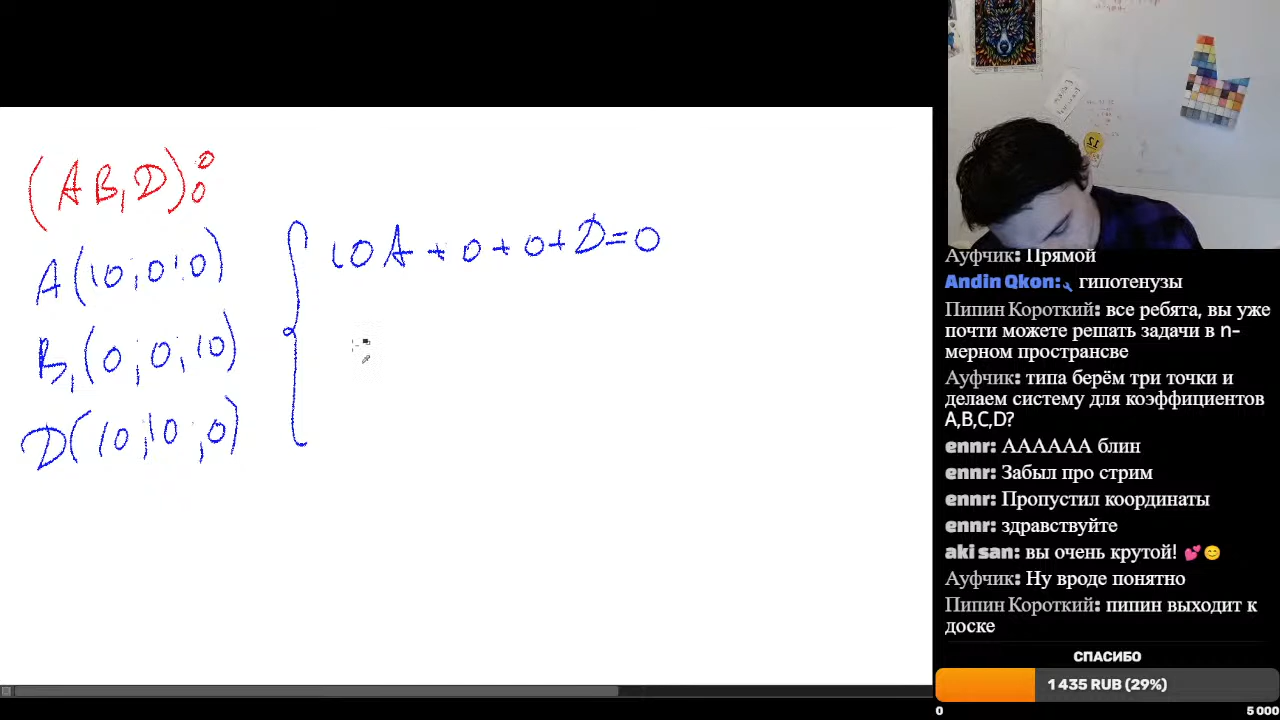 (AB₁D):
A(10;0;0)
B₁(0;0;10)
D(10;10;0)
10A+0+0+D=0
Ауфчик: Прямой
Andin Qkon: гипотенузы
Пипин Короткий: все ребята, вы уже
почти можете решать задачи в n-
мерном пространсве
Ауфчик: типа берём три точки и
делаем систему для коэффициентов
A,B,C,D?
ennr: АААААА блин
ennr: Забыл про стрим
ennr: Пропустил координаты
ennr: здравствуйте
aki san: вы очень крутой! 💕😊
Ауфчик: Ну вроде понятно
Пипин Короткий: пипин выходит к
доске
СПАСИБО
1 435 RUB (29%)
0 5 000